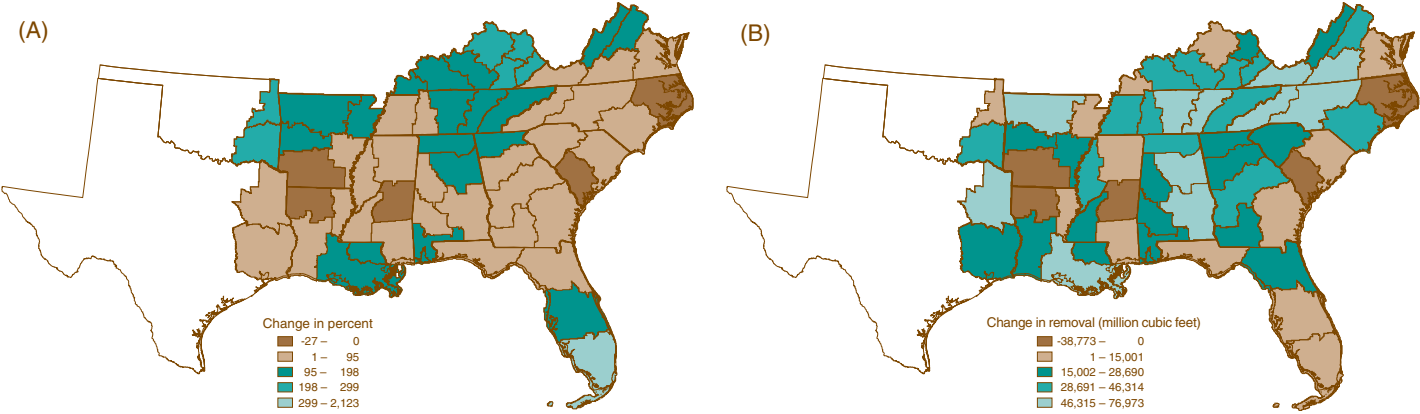 (A)
Change in percent
-27 – 0
1 – 95
95 – 198
198 – 299
299 – 2,123
(B)
Change in removal (million cubic feet)
-38,773 – 0
1 – 15,001
15,002 – 28,690
28,691 – 46,314
46,315 – 76,973